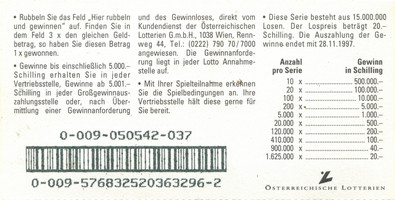 • Rubbeln Sie das Feld „Hier rubbeln
und gewinnen" auf. Finden Sie in
dem Feld 3 x den gleichen Geld-
betrag, so haben Sie diesen Betrag
1 x gewonnen.
• Gewinne bis einschließlich 5.000.–
Schilling erhalten Sie in jeder
Vertriebsstelle, Gewinne ab 5.001.–
Schilling in jeder Großgewinnaus-
zahlungsstelle oder, nach Über-
mittlung einer Gewinnanforderung
und des Gewinnloses, direkt vom
Kundendienst der Österreichischen
Lotterien G.m.b.H., 1038 Wien, Renn-
weg 44, Tel.: (0222) 790 70/7000
angewiesen. Die Gewinnanforde-
rung liegt in jeder Lotto Annahme-
stelle auf.
• Mit Ihrer Spielteilnahme erkennen
Sie die Spielbedingungen an. Ihre
Vertriebsstelle hält diese gerne für
Sie bereit.
• Diese Serie besteht aus 15.000.000
Losen. Der Lospreis beträgt 20.–
Schilling. Die Auszahlung der Ge-
winne endet mit 28.11.1997.
Anzahl pro Serie Gewinn in Schilling
10 x 500.000.–
20 x 100.000.–
100 x 10.000.–
200 x 5.000.–
5.000 x 1.000.–
20.000 x 500.–
120.000 x 200.–
410.000 x 100.–
900.000 x 40.–
1.625.000 x 20.–
0-009-050542-037
0-009-576832520363296-2
ÖSTERREICHISCHE LOTTERIEN